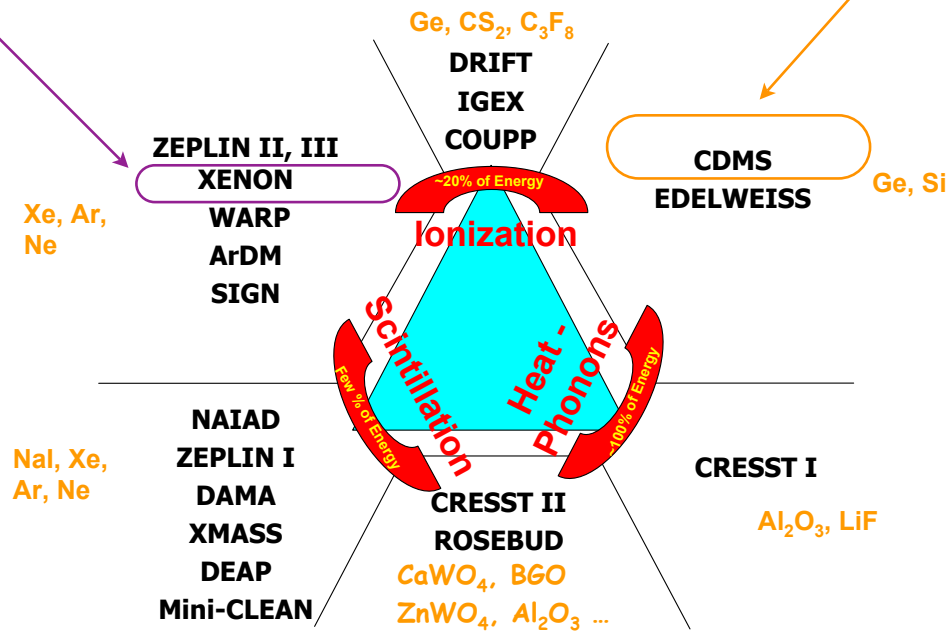 Ge, CS₂, C₃F₈
DRIFT
IGEX
COUPP
ZEPLIN II, III
XENON
WARP
ArDM
SIGN
Xe, Ar,
Ne
CDMS
EDELWEISS
Ge, Si
~20% of Energy
Ionization
Scintillation
Few % of Energy
Heat -
Phonons
~100% of Energy
NAIAD
ZEPLIN I
DAMA
XMASS
DEAP
Mini-CLEAN
NaI, Xe,
Ar, Ne
CRESST II
ROSEBUD
CaWO₄, BGO
ZnWO₄, Al₂O₃ ...
CRESST I
Al₂O₃, LiF